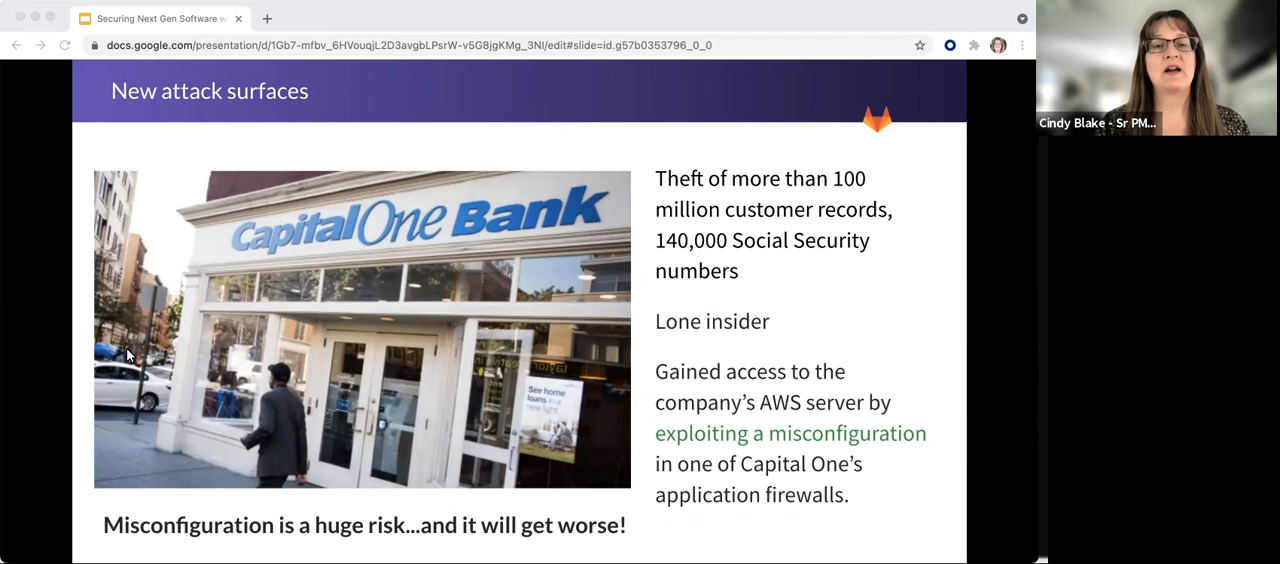 Securing Next Gen Software w
docs.google.com/presentation/d/1Gb7-mfbv_6HVouqjL2D3avgbLPsrW-v5G8jgKMg_3NI/edit#slide=id.g57b0353796_0_0
New attack surfaces
Cindy Blake - Sr PM...
Capital One Bank
See home
loans in a
new light
Theft of more than 100
million customer records,
140,000 Social Security
numbers
Lone insider
Gained access to the
company’s AWS server by
exploiting a misconfiguration
in one of Capital One’s
application firewalls.
Misconfiguration is a huge risk...and it will get worse!